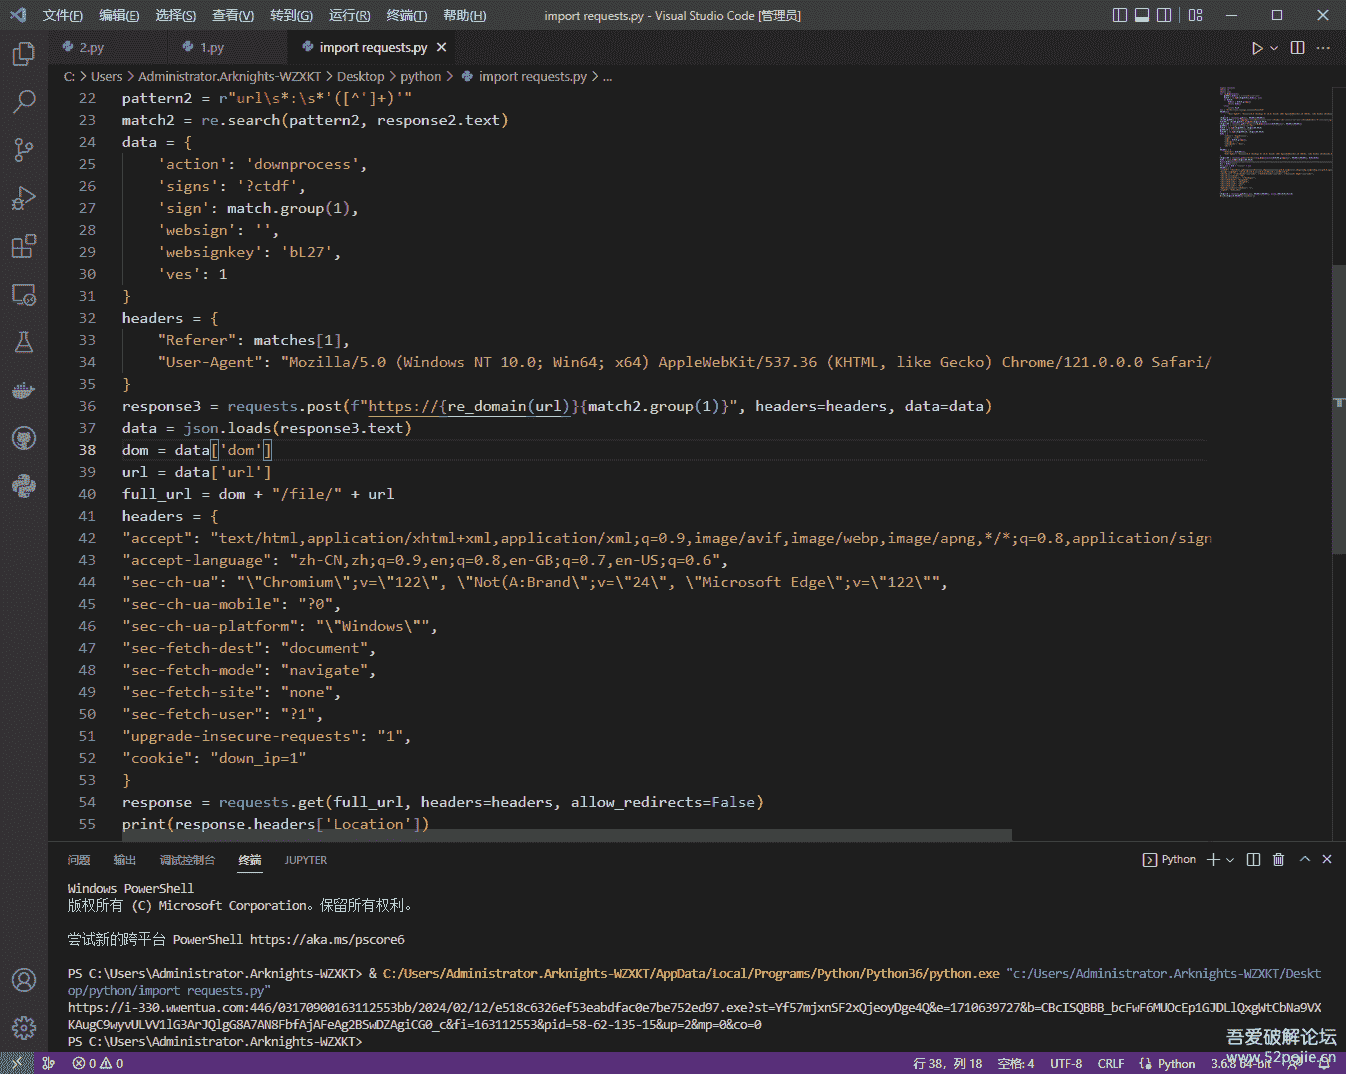 文件(F) 编辑(E) 选择(S) 查看(V) 转到(G) 运行(R) 终端(T) 帮助(H) import requests.py - Visual Studio Code [管理员]
2.py 1.py import requests.py
C: > Users > Administrator.Arknights-WZXKT > Desktop > python > import requests.py > ...
22 pattern2 = r"url\s*:\s*'([^']+)'"
23 match2 = re.search(pattern2, response2.text)
24 data = {
25 'action': 'downprocess',
26 'signs': '?ctdf',
27 'sign': match.group(1),
28 'websign': '',
29 'websignkey': 'bL27',
30 'ves': 1
31 }
32 headers = {
33 "Referer": matches[1],
34 "User-Agent": "Mozilla/5.0 (Windows NT 10.0; Win64; x64) AppleWebKit/537.36 (KHTML, like Gecko) Chrome/121.0.0.0 Safari/
35 }
36 response3 = requests.post(f"https://{re_domain(url)}{match2.group(1)}", headers=headers, data=data)
37 data = json.loads(response3.text)
38 dom = data['dom']
39 url = data['url']
40 full_url = dom + "/file/" + url
41 headers = {
42 "accept": "text/html,application/xhtml+xml,application/xml;q=0.9,image/avif,image/webp,image/apng,*/*;q=0.8,application/sign
43 "accept-language": "zh-CN,zh;q=0.9,en;q=0.8,en-GB;q=0.7,en-US;q=0.6",
44 "sec-ch-ua": "\"Chromium\";v=\"122\", \"Not(A:Brand\";v=\"24\", \"Microsoft Edge\";v=\"122\"",
45 "sec-ch-ua-mobile": "?0",
46 "sec-ch-ua-platform": "\"Windows\"",
47 "sec-fetch-dest": "document",
48 "sec-fetch-mode": "navigate",
49 "sec-fetch-site": "none",
50 "sec-fetch-user": "?1",
51 "upgrade-insecure-requests": "1",
52 "cookie": "down_ip=1"
53 }
54 response = requests.get(full_url, headers=headers, allow_redirects=False)
55 print(response.headers['Location'])
问题 输出 调试控制台 终端 JUPYTER Python
Windows PowerShell
版权所有 (C) Microsoft Corporation。保留所有权利。
尝试新的跨平台 PowerShell https://aka.ms/pscore6
PS C:\Users\Administrator.Arknights-WZXKT> & C:/Users/Administrator.Arknights-WZXKT/AppData/Local/Programs/Python/Python36/python.exe "c:/Users/Administrator.Arknights-WZXKT/Deskt
op/python/import requests.py"
https://i-330.wwentua.com:446/03170900163112553bb/2024/02/12/e518c6326ef53eabdfac0e7be752ed97.exe?st=Yf57mjxnSF2xQjeoyDge4Q&e=1710639727&b=CBcISQBBB_bcFwF6MUOcEp1GJDLlQxgWtCbNa9VX
KAugC9wyvULVV1lG3ArJQlgG8A7AN8FbfAjAFeAg2BSwDZAgiCG0_c&fi=163112553&pid=58-62-135-15&up=2&mp=0&co=0
PS C:\Users\Administrator.Arknights-WZXKT>
吾爱破解论坛
www.52pojie.cn
0 0 行 38，列 18 空格: 4 UTF-8 CRLF Python 3.6.8 64-bit